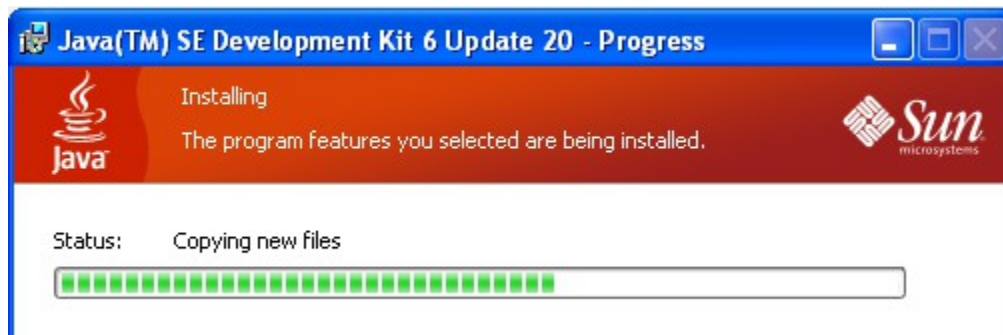 Java(TM) SE Development Kit 6 Update 20 - Progress
Installing
The program features you selected are being installed.
Java
Sun
microsystems
Status: Copying new files